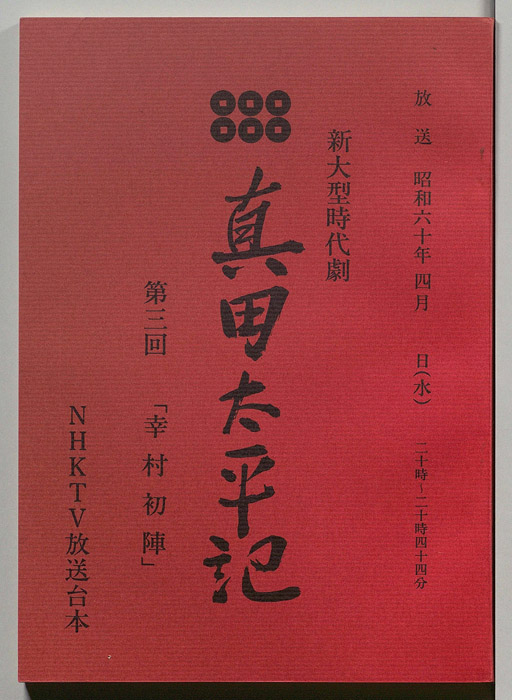 放送 昭和六十年 四月 日(水) 二十時~二十時四十四分
新大型時代劇
真田太平記
第三回 「幸村初陣」
NHKTV放送台本